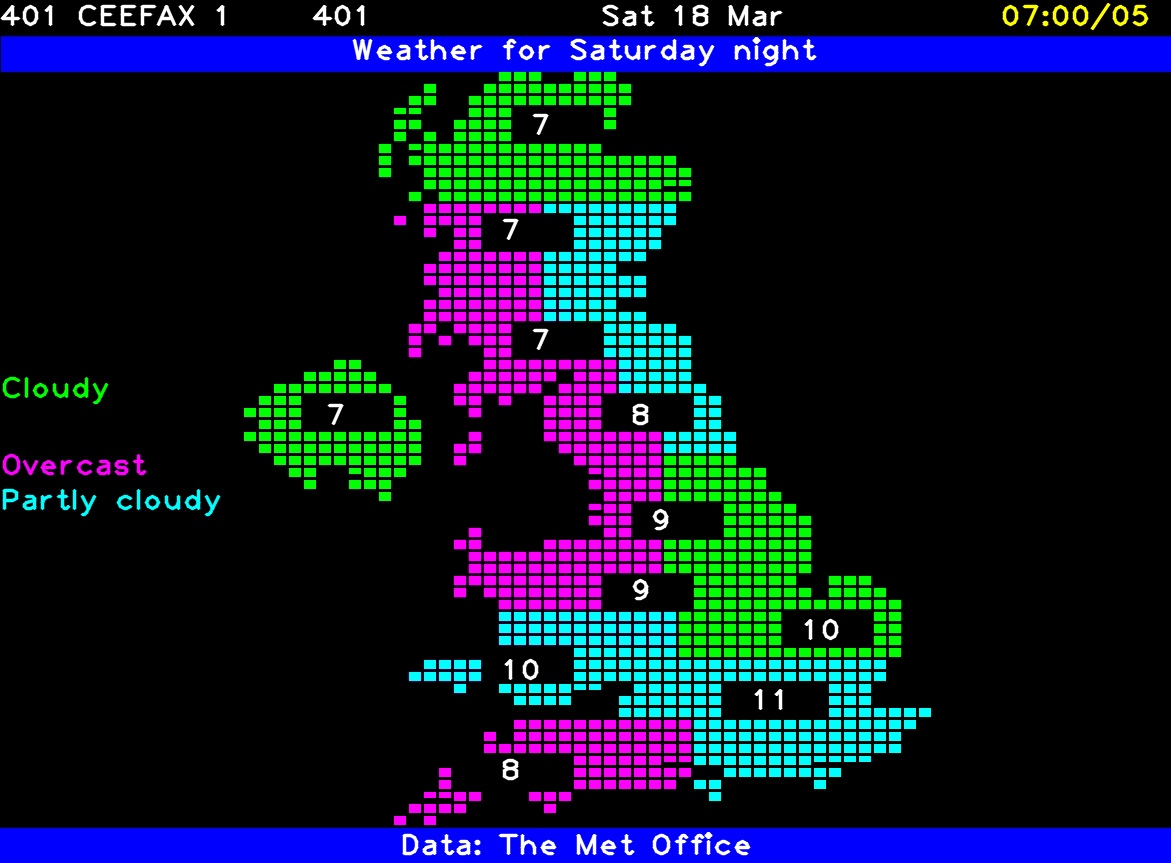 401 CEEFAX 1 401 Sat 18 Mar 07:00/05
Weather for Saturday night
7
7
7
Cloudy
7
8
Overcast
Partly cloudy
9
9
10
10
11
8
Data: The Met Office